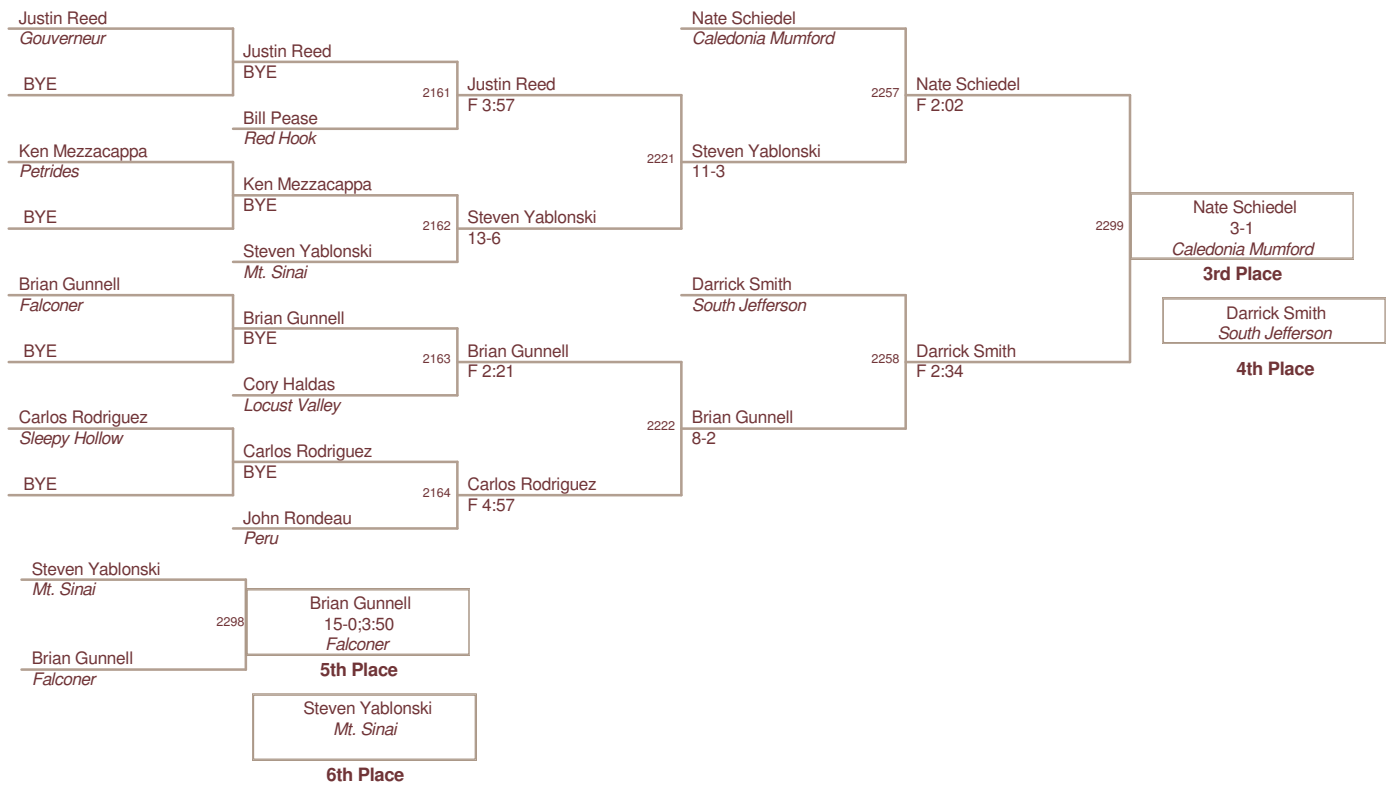 Justin Reed
Gouverneur
BYE
Ken Mezzacappa
Petrides
BYE
Brian Gunnell
Falconer
BYE
Carlos Rodriguez
Sleepy Hollow
BYE
Justin Reed
BYE
2161
Bill Pease
Red Hook
Ken Mezzacappa
BYE
2162
Steven Yablonski
Mt. Sinai
Brian Gunnell
BYE
2163
Cory Haldas
Locust Valley
Carlos Rodriguez
BYE
2164
John Rondeau
Peru
Justin Reed
F 3:57
2221
Steven Yablonski
13-6
Brian Gunnell
F 2:21
2222
Carlos Rodriguez
F 4:57
Nate Schiedel
Caledonia Mumford
2257
Steven Yablonski
11-3
Darrick Smith
South Jefferson
2258
Brian Gunnell
8-2
Nate Schiedel
F 2:02
2299
Darrick Smith
F 2:34
Nate Schiedel
3-1
Caledonia Mumford
3rd Place
Darrick Smith
South Jefferson
4th Place
Steven Yablonski
Mt. Sinai
2298
Brian Gunnell
Falconer
Brian Gunnell
15-0;3:50
Falconer
5th Place
Steven Yablonski
Mt. Sinai
6th Place